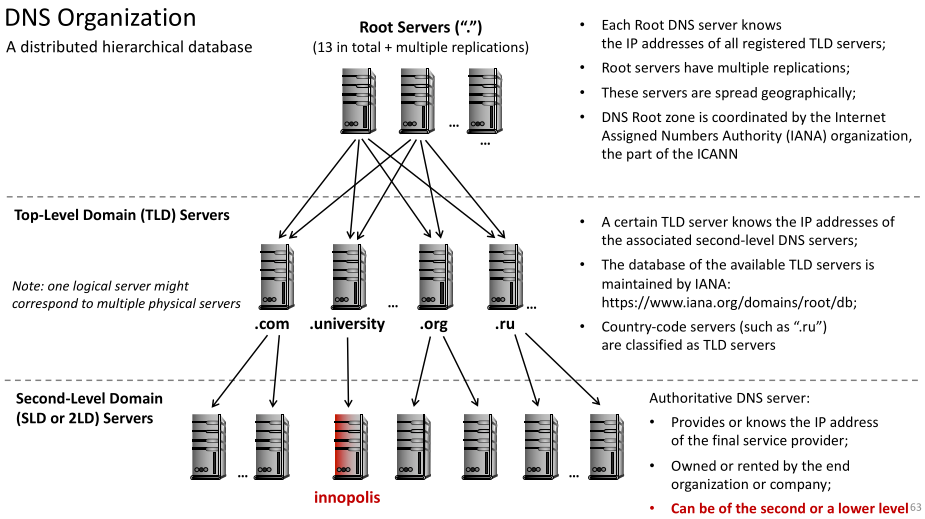 DNS Organization
A distributed hierarchical database
Root Servers (“.”)
(13 in total + multiple replications)
...
...
• Each Root DNS server knows
the IP addresses of all registered TLD servers;
• Root servers have multiple replications;
• These servers are spread geographically;
• DNS Root zone is coordinated by the Internet
Assigned Numbers Authority (IANA) organization,
the part of the ICANN
Top-Level Domain (TLD) Servers
Note: one logical server might
correspond to multiple physical servers
...
...
.com
.university
.org
.ru
• A certain TLD server knows the IP addresses of
the associated second-level DNS servers;
• The database of the available TLD servers is
maintained by IANA:
https://www.iana.org/domains/root/db;
• Country-code servers (such as “.ru”)
are classified as TLD servers
Second-Level Domain
(SLD or 2LD) Servers
...
...
innopolis
Authoritative DNS server:
• Provides or knows the IP address
of the final service provider;
• Owned or rented by the end
organization or company;
• Can be of the second or a lower level
63